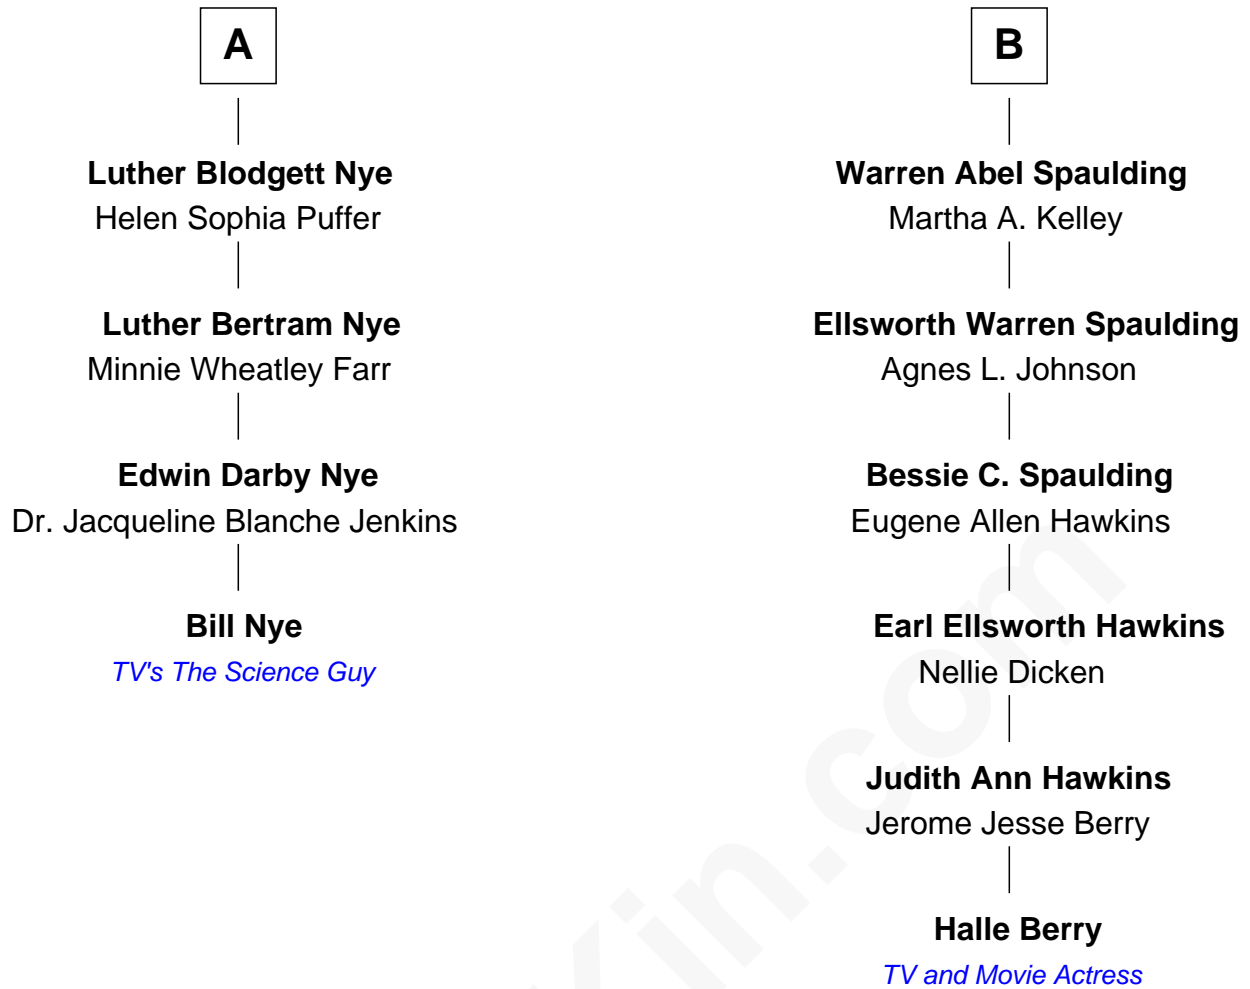 A
Luther Blodgett Nye
Helen Sophia Puffer
Luther Bertram Nye
Minnie Wheatley Farr
Edwin Darby Nye
Dr. Jacqueline Blanche Jenkins
Bill Nye
TV's The Science Guy
B
Warren Abel Spaulding
Martha A. Kelley
Ellsworth Warren Spaulding
Agnes L. Johnson
Bessie C. Spaulding
Eugene Allen Hawkins
Earl Ellsworth Hawkins
Nellie Dicken
Judith Ann Hawkins
Jerome Jesse Berry
Halle Berry
TV and Movie Actress